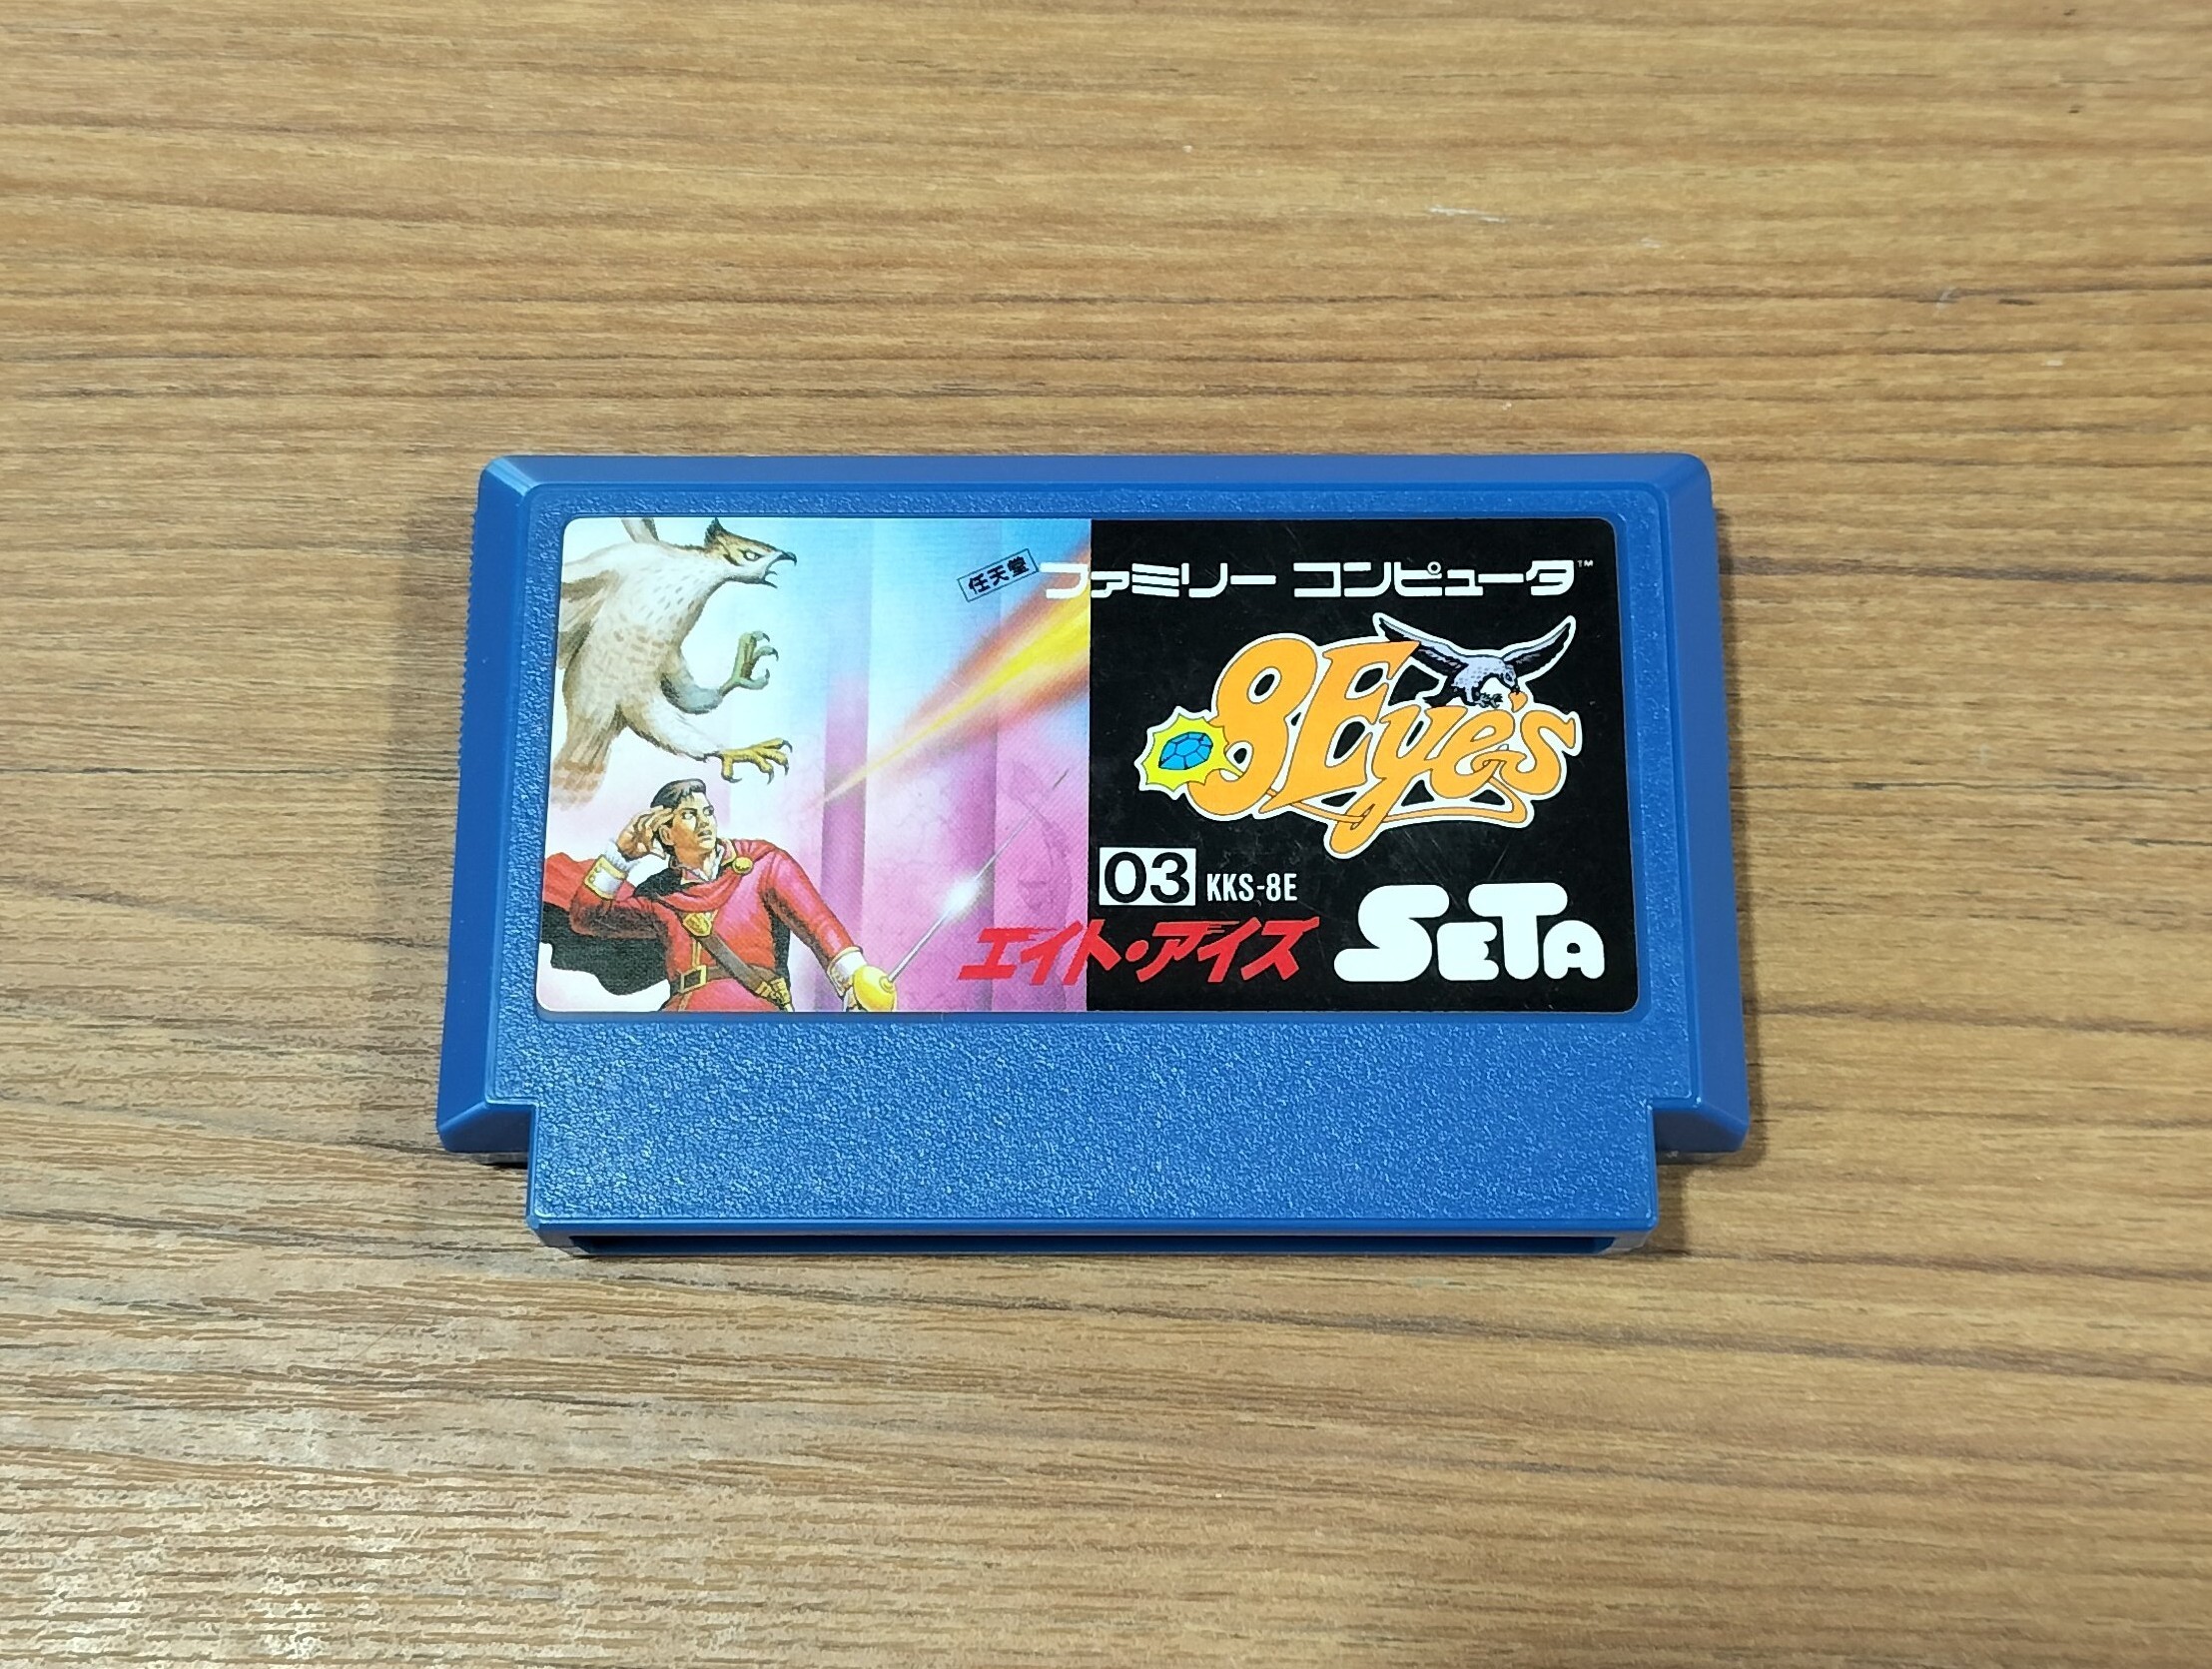 任天堂
ファミリー コンピュータ™
8Eye's
03 KKS-8E
エイト・アイズ
SETA